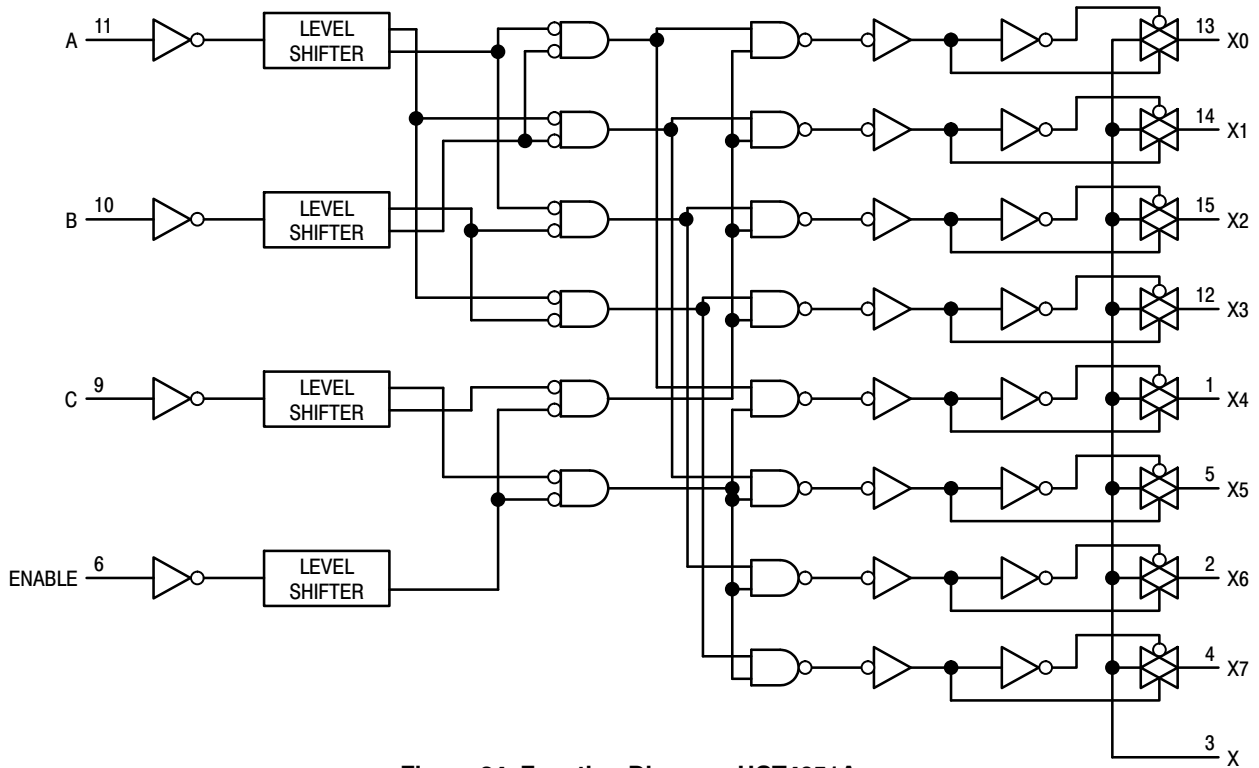 11
A
LEVEL
SHIFTER
13
X0
14
X1
10
B
LEVEL
SHIFTER
15
X2
12
X3
9
C
LEVEL
SHIFTER
1
X4
5
X5
6
ENABLE
LEVEL
SHIFTER
2
X6
4
X7
3
X